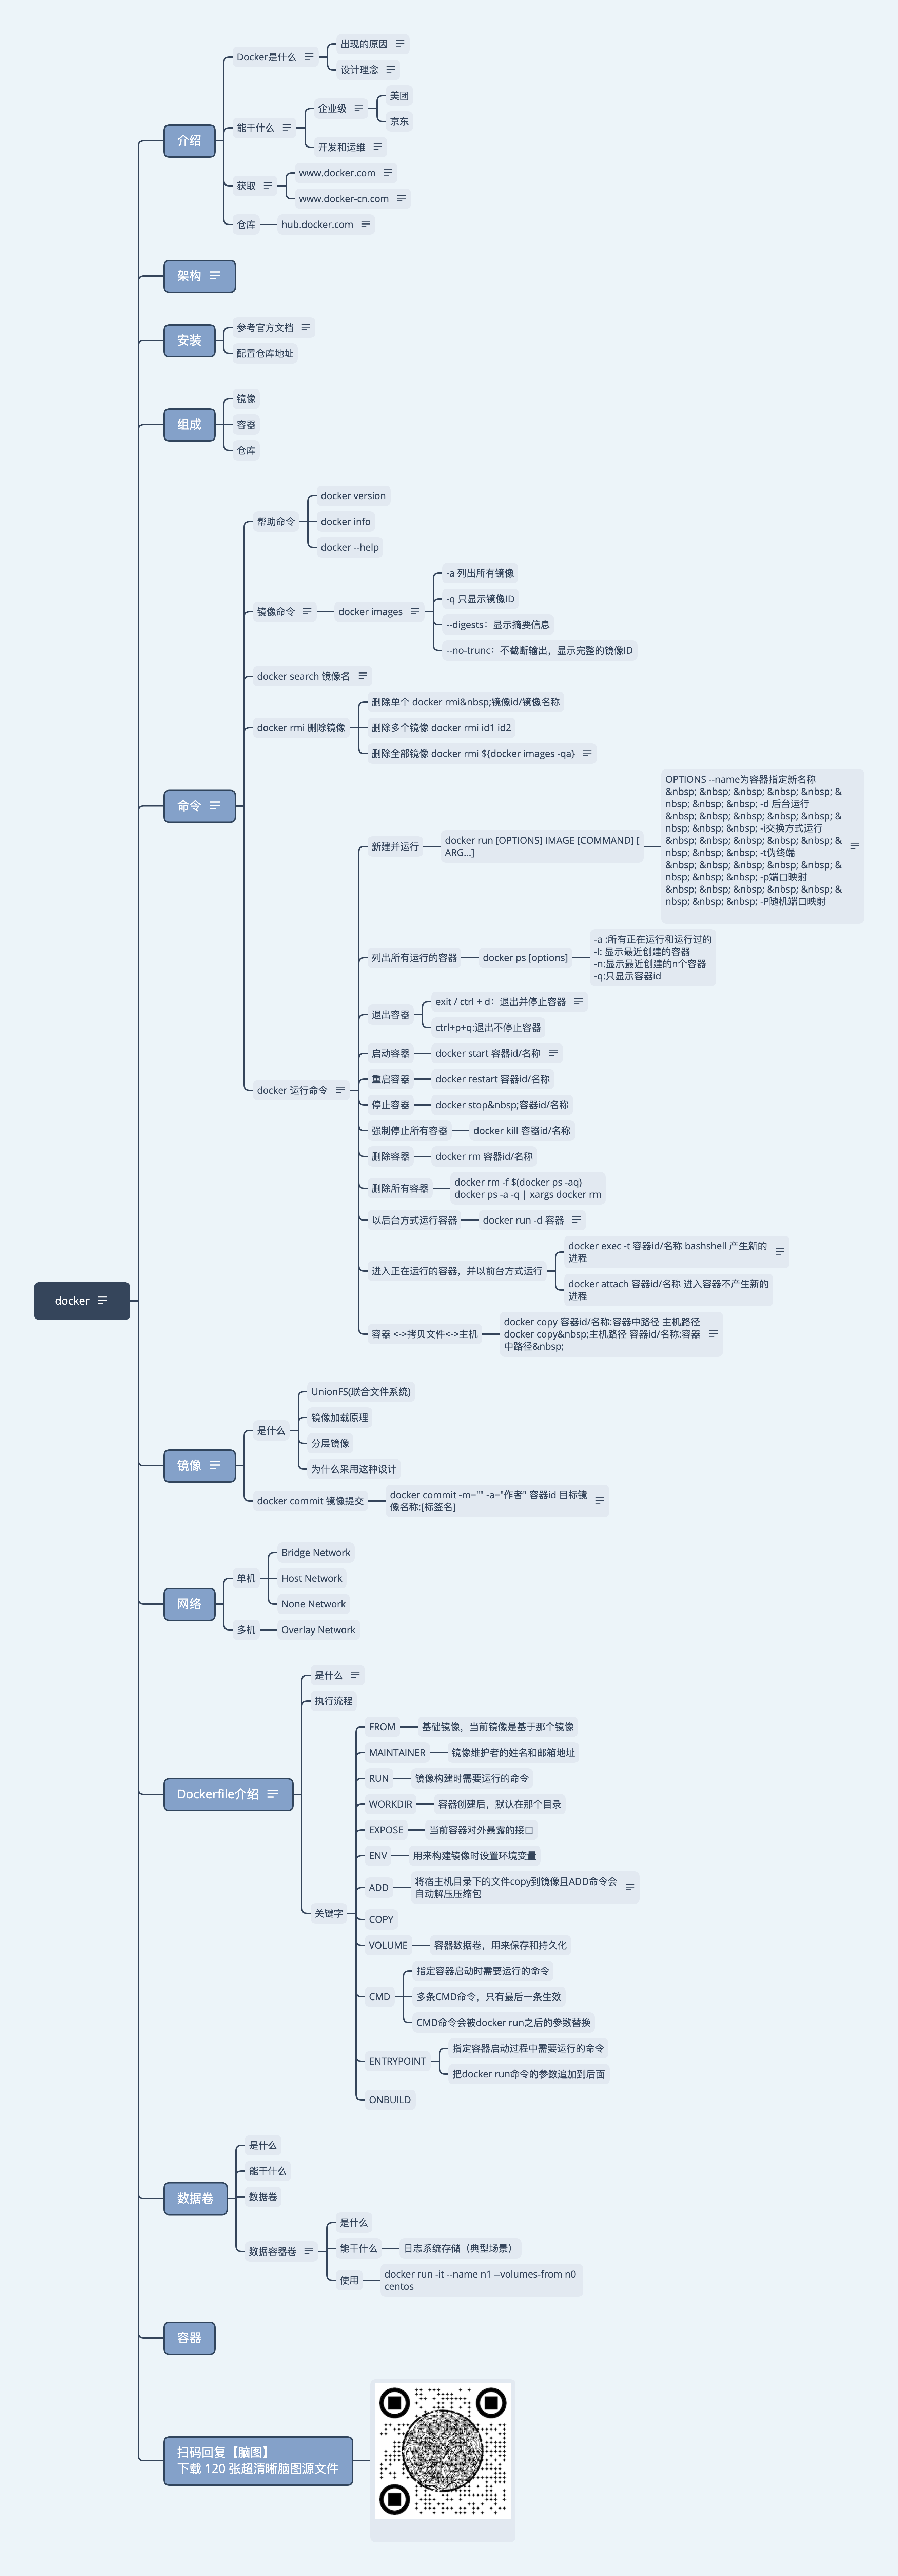 docker
介绍
Docker是什么
出现的原因
设计理念
能干什么
企业级
美团
京东
开发和运维
获取
www.docker.com
www.docker-cn.com
仓库
hub.docker.com
架构
安装
参考官方文档
配置仓库地址
组成
镜像
容器
仓库
命令
帮助命令
docker version
docker info
docker --help
镜像命令
docker images
-a 列出所有镜像
-q 只显示镜像ID
--digests：显示摘要信息
--no-trunc：不截断输出，显示完整的镜像ID
docker search 镜像名
docker rmi 删除镜像
删除单个 docker rmi&nbsp;镜像id/镜像名称
删除多个镜像 docker rmi id1 id2
删除全部镜像 docker rmi ${docker images -qa}
docker 运行命令
新建并运行
docker run [OPTIONS] IMAGE [COMMAND] [
ARG...]
OPTIONS --name为容器指定新名称
&nbsp; &nbsp; &nbsp; &nbsp; &nbsp; &
nbsp; &nbsp; &nbsp; -d 后台运行
&nbsp; &nbsp; &nbsp; &nbsp; &nbsp; &
nbsp; &nbsp; &nbsp; -i交换方式运行
&nbsp; &nbsp; &nbsp; &nbsp; &nbsp; &
nbsp; &nbsp; &nbsp; -t伪终端
&nbsp; &nbsp; &nbsp; &nbsp; &nbsp; &
nbsp; &nbsp; &nbsp; -p端口映射
&nbsp; &nbsp; &nbsp; &nbsp; &nbsp; &
nbsp; &nbsp; &nbsp; -P随机端口映射
列出所有运行的容器
docker ps [options]
-a :所有正在运行和运行过的
-l: 显示最近创建的容器
-n:显示最近创建的n个容器
-q:只显示容器id
退出容器
exit / ctrl + d：退出并停止容器
ctrl+p+q:退出不停止容器
启动容器
docker start 容器id/名称
重启容器
docker restart 容器id/名称
停止容器
docker stop&nbsp;容器id/名称
强制停止所有容器
docker kill 容器id/名称
删除容器
docker rm 容器id/名称
删除所有容器
docker rm -f $(docker ps -aq)
docker ps -a -q | xargs docker rm
以后台方式运行容器
docker run -d 容器
进入正在运行的容器，并以前台方式运行
docker exec -t 容器id/名称 bashshell 产生新的
进程
docker attach 容器id/名称 进入容器不产生新的
进程
容器 <->拷贝文件<->主机
docker copy 容器id/名称:容器中路径 主机路径
docker copy&nbsp;主机路径 容器id/名称:容器
中路径&nbsp;
镜像
是什么
UnionFS(联合文件系统)
镜像加载原理
分层镜像
为什么采用这种设计
docker commit 镜像提交
docker commit -m="" -a="作者" 容器id 目标镜
像名称:[标签名]
网络
单机
Bridge Network
Host Network
None Network
多机
Overlay Network
Dockerfile介绍
是什么
执行流程
关键字
FROM
基础镜像，当前镜像是基于那个镜像
MAINTAINER
镜像维护者的姓名和邮箱地址
RUN
镜像构建时需要运行的命令
WORKDIR
容器创建后，默认在那个目录
EXPOSE
当前容器对外暴露的接口
ENV
用来构建镜像时设置环境变量
ADD
将宿主机目录下的文件copy到镜像且ADD命令会
自动解压压缩包
COPY
VOLUME
容器数据卷，用来保存和持久化
CMD
指定容器启动时需要运行的命令
多条CMD命令，只有最后一条生效
CMD命令会被docker run之后的参数替换
ENTRYPOINT
指定容器启动过程中需要运行的命令
把docker run命令的参数追加到后面
ONBUILD
数据卷
是什么
能干什么
数据卷
数据容器卷
是什么
能干什么
日志系统存储（典型场景）
使用
docker run -it --name n1 --volumes-from n0
centos
容器
扫码回复【脑图】
下载 120 张超清晰脑图源文件